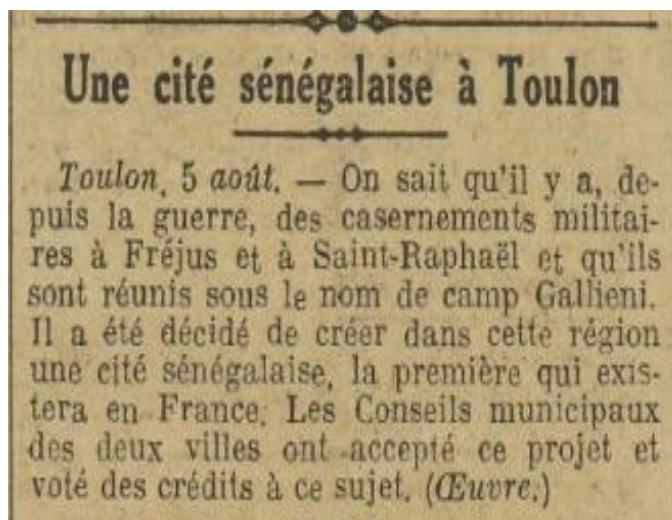 Une cité sénégalaise à Toulon
Toulon, 5 août. — On sait qu'il y a, de-
puis la guerre, des casernements militai-
res à Fréjus et à Saint-Raphaël et qu'ils
sont réunis sous le nom de camp Gallieni.
Il a été décidé de créer dans cette région
une cité sénégalaise, la première qui exis-
tera en France. Les Conseils municipaux
des deux villes ont accepté ce projet et
voté des crédits à ce sujet. (Œuvre.)